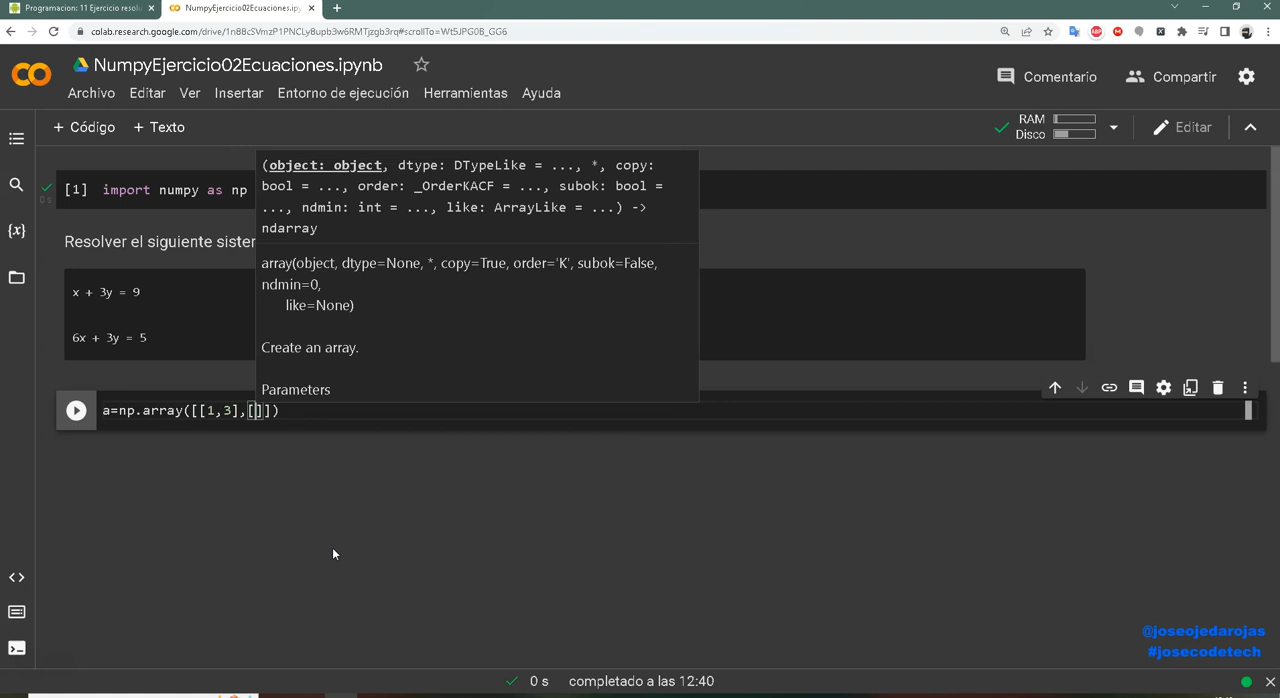 Programacion: 11 Ejercicio resol
NumpyEjercicio02Ecuaciones.ipyn
colab.research.google.com/drive/1n88cSVmzP1PNCLy8upb3w6RMTjzgb3rq#scrollTo=Wt5JPG0B_GG6
NumpyEjercicio02Ecuaciones.ipynb
Archivo Editar Ver Insertar Entorno de ejecución Herramientas Ayuda
Comentario Compartir
+ Código + Texto
RAM
Disco
Editar
[1] import numpy as np
0 s
Resolver el siguiente sister
x + 3y = 9
6x + 3y = 5
(object: object, dtype: DTypeLike = ..., *, copy:
bool = ..., order: _OrderKACF = ..., subok: bool =
..., ndmin: int = ..., like: ArrayLike = ...) ->
ndarray
array(object, dtype=None, *, copy=True, order='K', subok=False,
ndmin=0,
like=None)
Create an array.
Parameters
a=np.array([[1,3],[]])
@joseojedarojas
#josecodetech
0 s completado a las 12:40